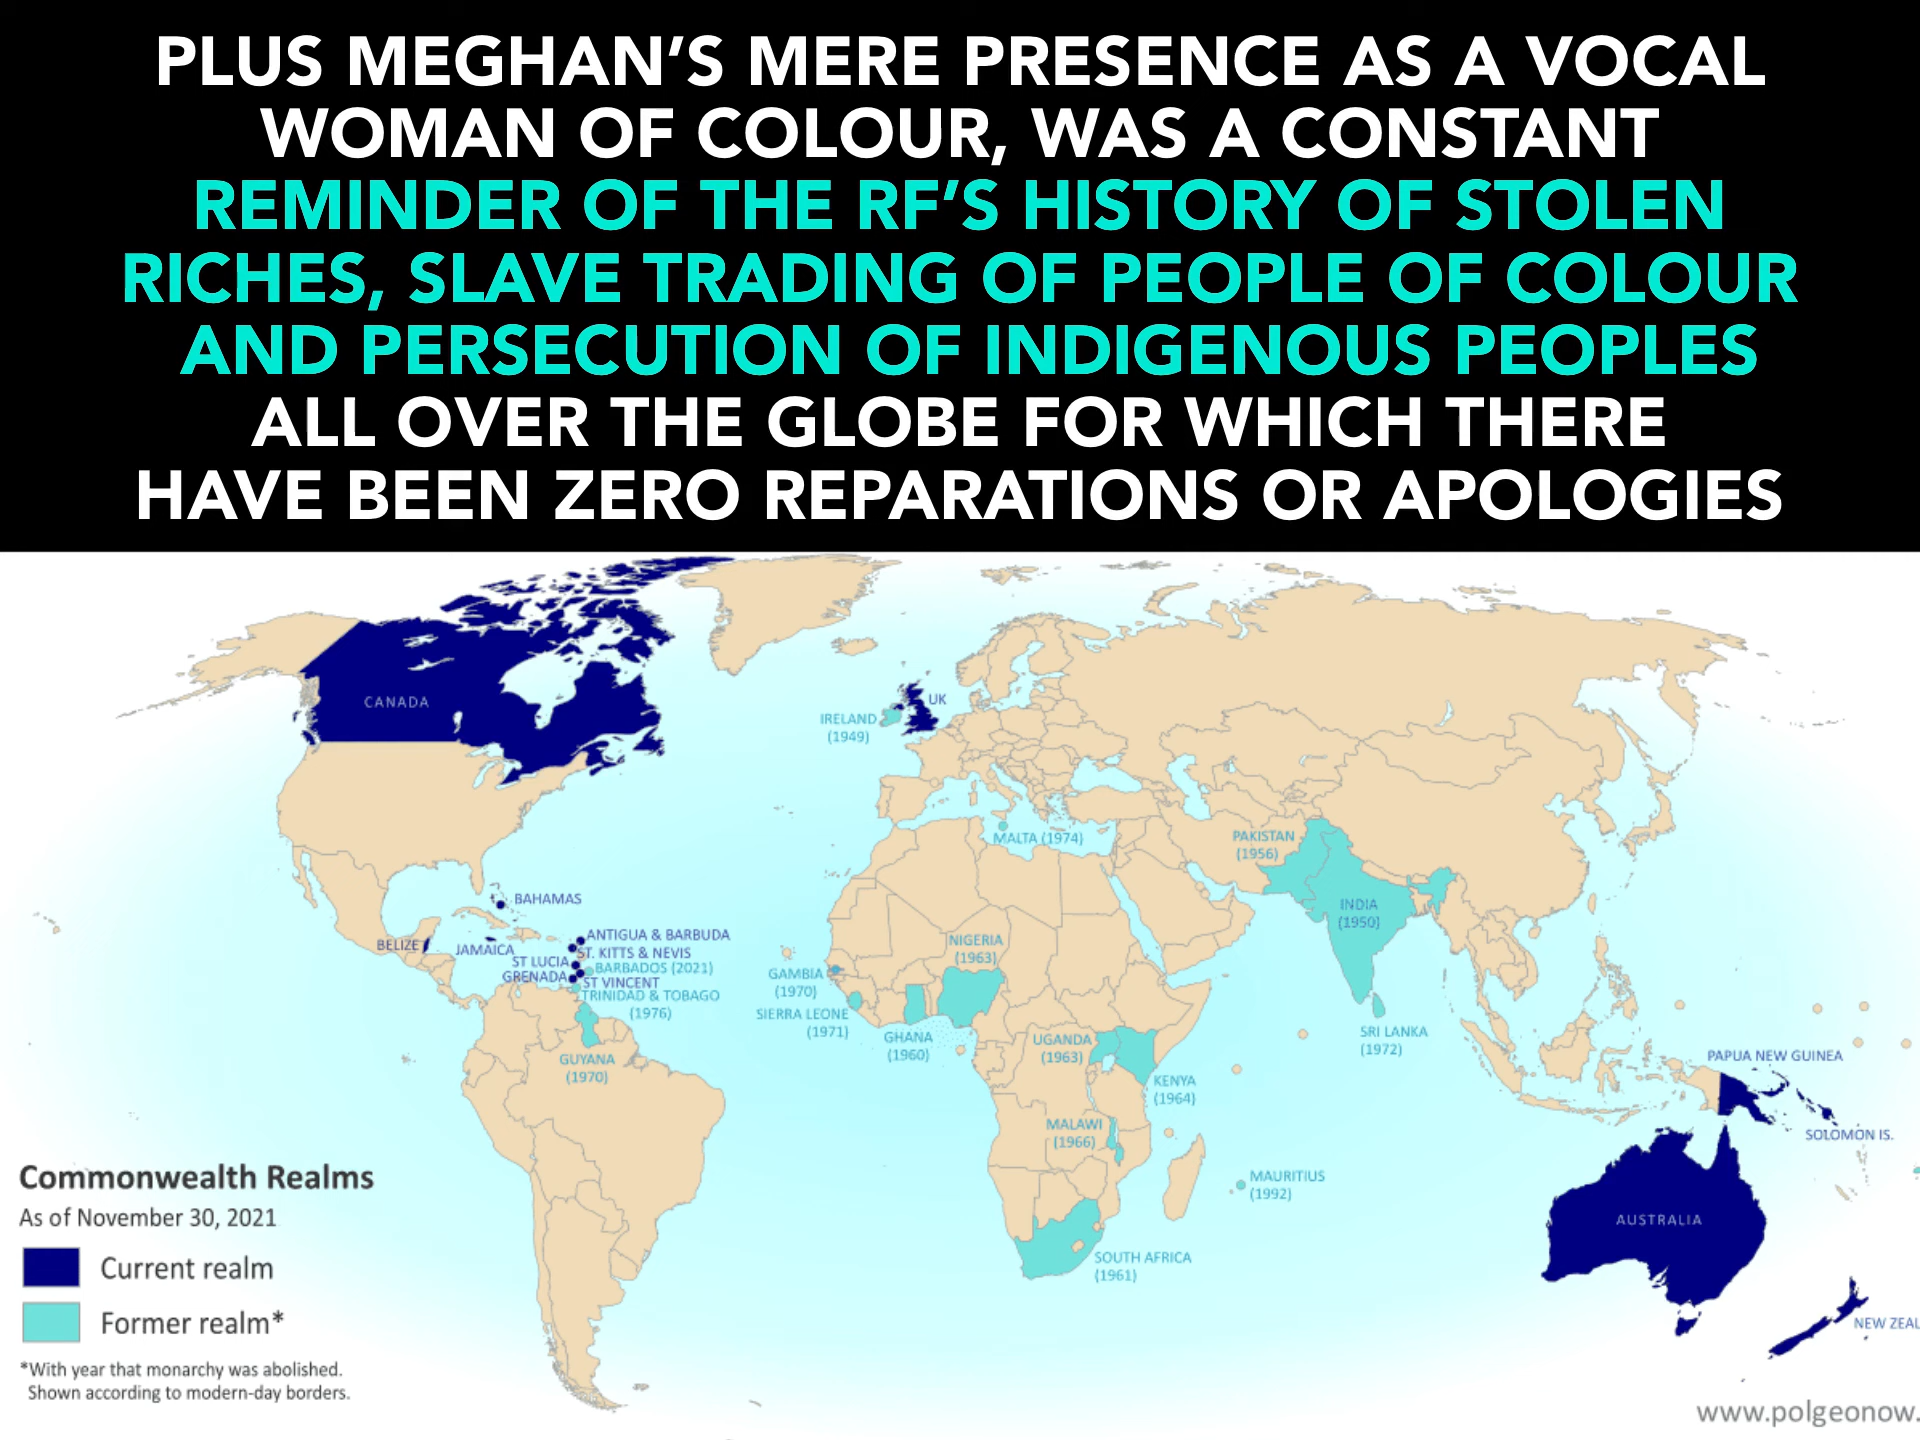 PLUS MEGHAN'S MERE PRESENCE AS A VOCAL
WOMAN OF COLOUR, WAS A CONSTANT
REMINDER OF THE RF'S HISTORY OF STOLEN
RICHES, SLAVE TRADING OF PEOPLE OF COLOUR
AND PERSECUTION OF INDIGENOUS PEOPLES
ALL OVER THE GLOBE FOR WHICH THERE
HAVE BEEN ZERO REPARATIONS OR APOLOGIES
CANADA
UK
IRELAND
(1949)
MALTA (1974)
PAKISTAN
(1956)
INDIA
(1950)
BAHAMAS
BELIZE
JAMAICA
ANTIGUA & BARBUDA
ST. KITTS & NEVIS
ST LUCIA
BARBADOS (2021)
GRENADA
ST VINCENT
TRINIDAD & TOBAGO
(1976)
GUYANA
(1970)
NIGERIA
(1963)
GAMBIA
(1970)
SIERRA LEONE
(1971)
GHANA
(1960)
UGANDA
(1963)
KENYA
(1964)
MALAWI
(1966)
MAURITIUS
(1992)
SOUTH AFRICA
(1961)
SRI LANKA
(1972)
PAPUA NEW GUINEA
SOLOMON IS.
AUSTRALIA
NEW ZEAL
Commonwealth Realms
As of November 30, 2021
Current realm
Former realm*
*With year that monarchy was abolished.
Shown according to modern-day borders.
www.polgeonow.